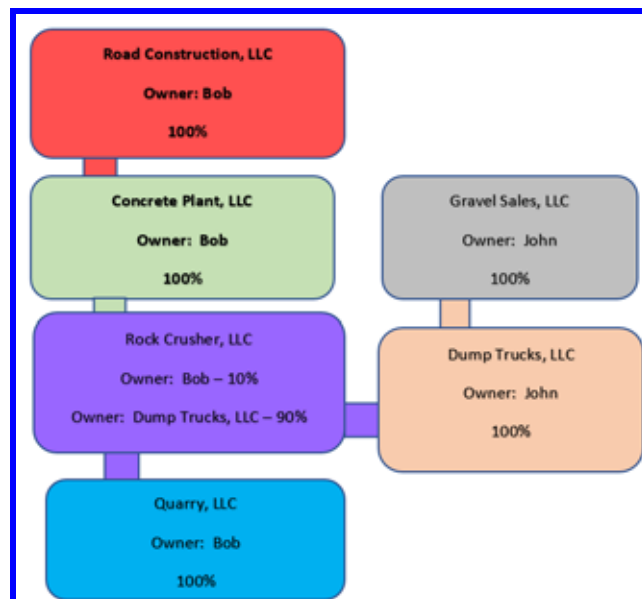 Road Construction, LLC
Owner: Bob
100%
Concrete Plant, LLC
Owner: Bob
100%
Gravel Sales, LLC
Owner: John
100%
Rock Crusher, LLC
Owner: Bob – 10%
Owner: Dump Trucks, LLC – 90%
Dump Trucks, LLC
Owner: John
100%
Quarry, LLC
Owner: Bob
100%